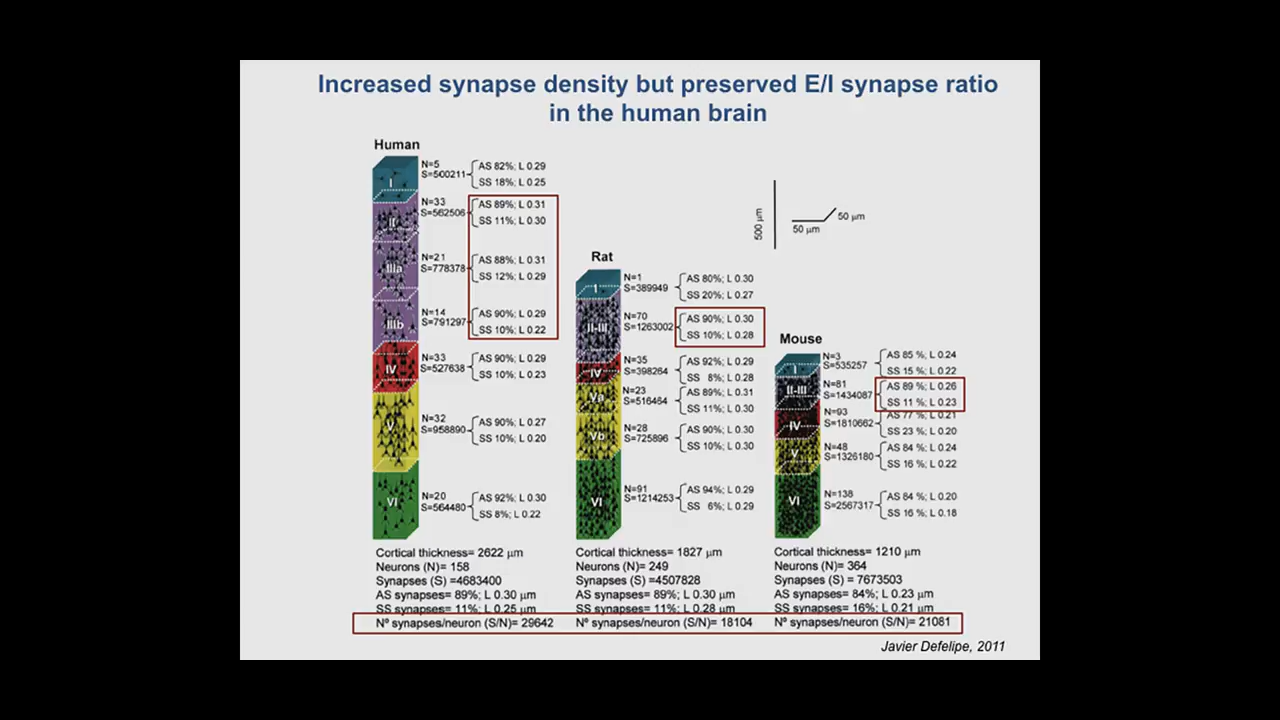 Increased synapse density but preserved E/I synapse ratio
in the human brain
Human
I
N=5
S=500211
AS 82%; L 0.29
SS 18%; L 0.25
II
N=33
S=562506
AS 89%; L 0.31
SS 11%; L 0.30
IIIa
N=21
S=778378
AS 88%; L 0.31
SS 12%; L 0.29
IIIb
N=14
S=791297
AS 90%; L 0.29
SS 10%; L 0.22
IV
N=33
S=527638
AS 90%; L 0.29
SS 10%; L 0.23
V
N=32
S=958890
AS 90%; L 0.27
SS 10%; L 0.20
VI
N=20
S=564480
AS 92%; L 0.30
SS 8%; L 0.22
Cortical thickness= 2622 μm
Neurons (N)= 158
Synapses (S) =4683400
AS synapses= 89%; L 0.30 μm
SS synapses= 11%; L 0.25 μm
Nº synapses/neuron (S/N)= 29642
Rat
I
N=1
S=389949
AS 80%; L 0.30
SS 20%; L 0.27
II-III
N=70
S=1263002
AS 90%; L 0.30
SS 10%; L 0.28
IV
N=35
S=398264
AS 92%; L 0.29
SS 8%; L 0.28
Va
N=23
S=516464
AS 89%; L 0.31
SS 11%; L 0.30
Vb
N=28
S=725896
AS 90%; L 0.30
SS 10%; L 0.30
VI
N=91
S=1214253
AS 94%; L 0.29
SS 6%; L 0.29
Cortical thickness= 1827 μm
Neurons (N)= 249
Synapses (S)= 4507828
AS synapses= 89%; L 0.30 μm
SS synapses= 11%; L 0.28 μm
Nº synapses/neuron (S/N)= 18104
500 μm
50 μm
50 μm
Mouse
I
N=3
S=535257
AS 85 %; L 0.24
SS 15 %; L 0.22
II-III
N=81
S=1434087
AS 89 %; L 0.26
SS 11 %; L 0.23
IV
N=93
S=1810662
AS 77 %; L 0.21
SS 23 %; L 0.20
V
N=48
S=1326180
AS 84 %; L 0.24
SS 16 %; L 0.22
VI
N=138
S=2567317
AS 84 %; L 0.20
SS 16 %; L 0.18
Cortical thickness= 1210 μm
Neurons (N)= 364
Synapses (S) = 7673503
AS synapses= 84%; L 0.23 μm
SS synapses= 16%; L 0.21 μm
Nº synapses/neuron (S/N)= 21081
Javier Defelipe, 2011